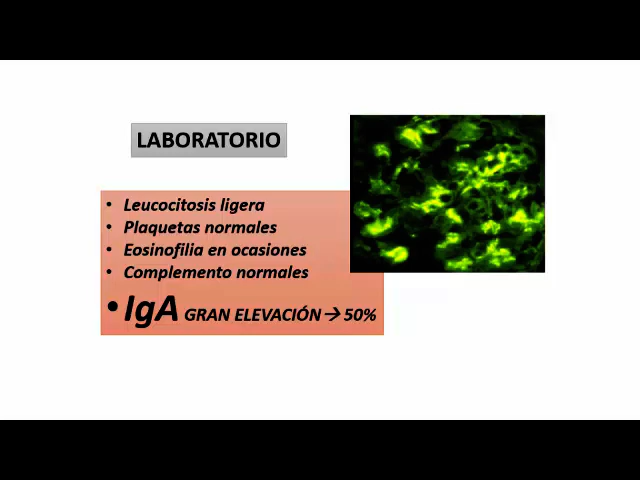 LABORATORIO
• Leucocitosis ligera
• Plaquetas normales
• Eosinofilia en ocasiones
• Complemento normales
• IgA GRAN ELEVACIÓN → 50%